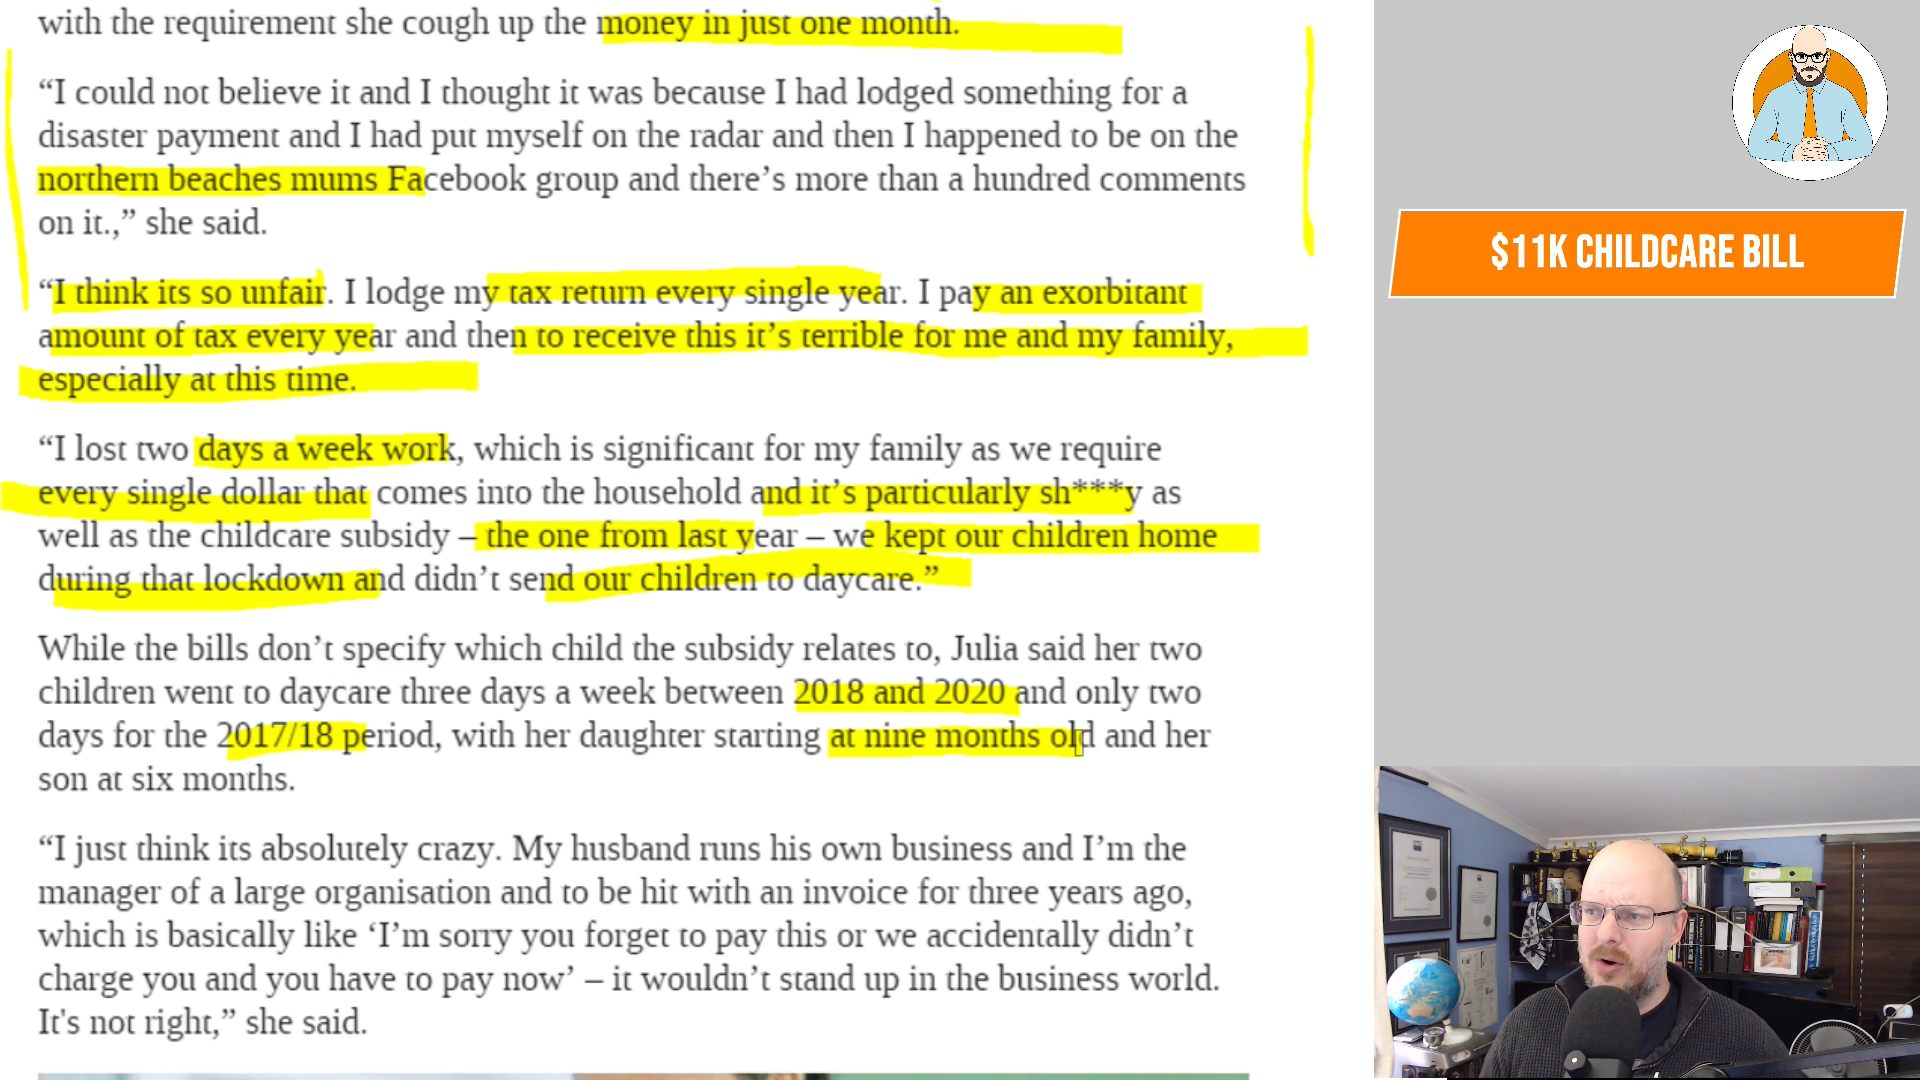 with the requirement she cough up the money in just one month.
“I could not believe it and I thought it was because I had lodged something for a
disaster payment and I had put myself on the radar and then I happened to be on the
northern beaches mums Facebook group and there’s more than a hundred comments
on it.,” she said.
“I think its so unfair. I lodge my tax return every single year. I pay an exorbitant
amount of tax every year and then to receive this it’s terrible for me and my family,
especially at this time.
“I lost two days a week work, which is significant for my family as we require
every single dollar that comes into the household and it’s particularly sh***y as
well as the childcare subsidy – the one from last year – we kept our children home
during that lockdown and didn’t send our children to daycare.”
While the bills don’t specify which child the subsidy relates to, Julia said her two
children went to daycare three days a week between 2018 and 2020 and only two
days for the 2017/18 period, with her daughter starting at nine months old and her
son at six months.
“I just think its absolutely crazy. My husband runs his own business and I’m the
manager of a large organisation and to be hit with an invoice for three years ago,
which is basically like ‘I’m sorry you forget to pay this or we accidentally didn’t
charge you and you have to pay now’ – it wouldn’t stand up in the business world.
It's not right,” she said.
$11K CHILDCARE BILL